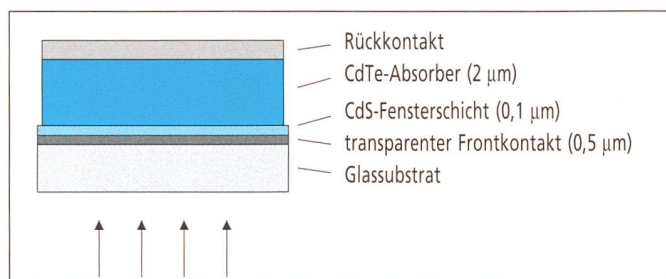 Rückkontakt
CdTe-Absorber (2 µm)
CdS-Fensterschicht (0,1 µm)
transparenter Frontkontakt (0,5 µm)
Glassubstrat